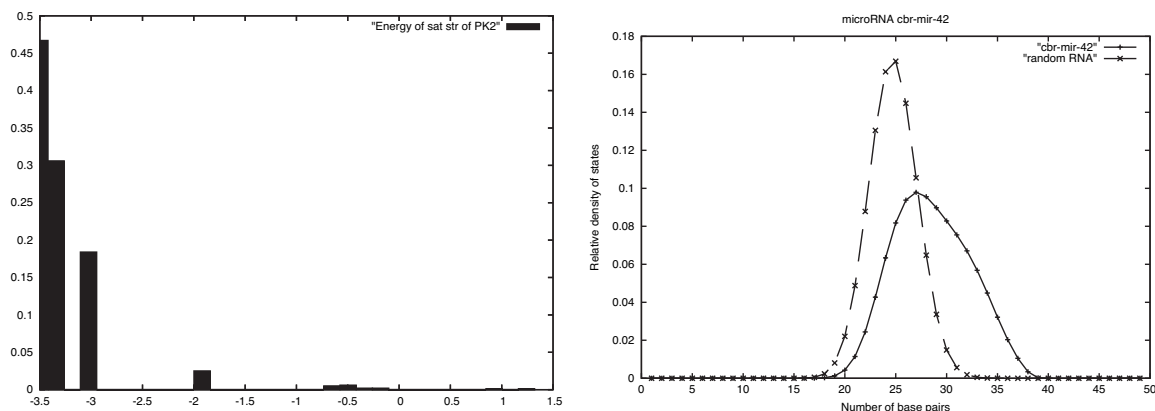 "Energy of sat str of PK2"
0.5
0.45
0.4
0.35
0.3
0.25
0.2
0.15
0.1
0.05
0
-3.5 -3 -2.5 -2 -1.5 -1 -0.5 0 0.5 1 1.5
microRNA cbr-mir-42
"cbr-mir-42"
"random RNA"
Relative density of states
0.18
0.16
0.14
0.12
0.1
0.08
0.06
0.04
0.02
0
0 5 10 15 20 25 30 35 40 45 50
Number of base pairs